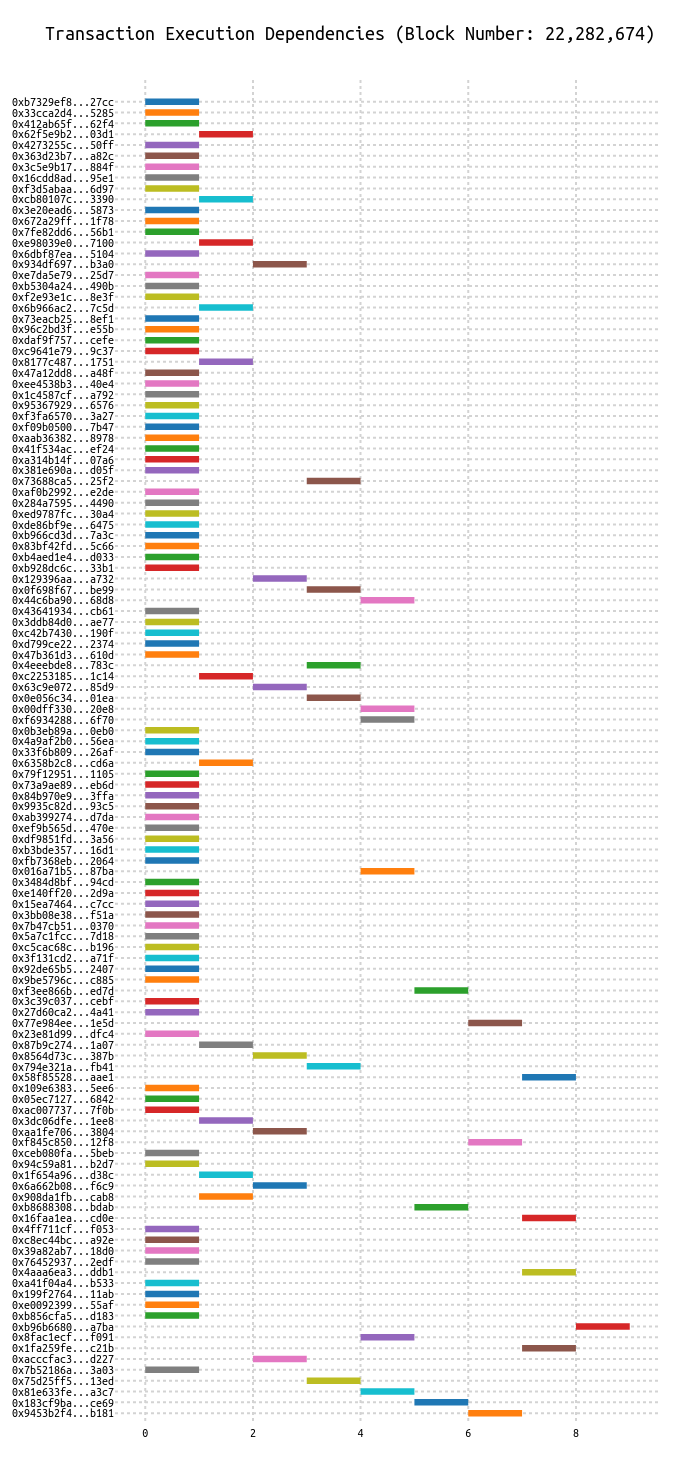 Transaction Execution Dependencies (Block Number: 22,282,674)
0xb7329ef8...27cc
0x33cca2d4...5285
0x412ab65f...62f4
0x62f5e9b2...03d1
0x4273255c...50ff
0x363d23b7...a82c
0x3c5e9b17...884f
0x16cdd8ad...95e1
0xf3d5abaa...6d97
0xcb80107c...3390
0x3e20ead6...5873
0x672a29ff...1f78
0x7fe82dd6...56b1
0xe98039e0...7100
0x6dbf87ea...5104
0x934df697...b3a0
0xe7da5e79...25d7
0xb5304a24...490b
0xf2e93e1c...8e3f
0x6b966ac2...7c5d
0x73eacb25...8ef1
0x96c2bd3f...e55b
0xdaf9f757...cefe
0xc9641e79...9c37
0x8177c487...1751
0x47a12dd8...a48f
0xee4538b3...40e4
0x1c4587cf...a792
0x95367929...6576
0xf3fa6570...3a27
0xf09b0500...7b47
0xaab36382...8978
0x41f534ac...ef24
0xa314b14f...07a6
0x381e690a...d05f
0x73688ca5...25f2
0xaf0b2992...e2de
0x284a7595...4490
0xed9787fc...30a4
0xde86bf9e...6475
0xb966cd3d...7a3c
0x83bf42fd...5c66
0xb4aed1e4...d033
0xb928dc6c...33b1
0x129396aa...a732
0x0f698f67...be99
0x44c6ba90...68d8
0x43641934...cb61
0x3ddb84d0...ae77
0xc42b7430...190f
0xd799ce22...2374
0x47b361d3...610d
0x4eeebde8...783c
0xc2253185...1c14
0x63c9e072...85d9
0x0e056c34...01ea
0x00dff330...20e8
0xf6934288...6f70
0x0b3eb89a...0eb0
0x4a9af2b0...56ea
0x33f6b809...26af
0x6358b2c8...cd6a
0x79f12951...1105
0x73a9ae89...eb6d
0x84b970e9...3ffa
0x9935c82d...93c5
0xab399274...d7da
0xef9b565d...470e
0xdf9851fd...3a56
0xb3bde357...16d1
0xfb7368eb...2064
0x016a71b5...87ba
0x3484d8bf...94cd
0xe140ff20...2d9a
0x15ea7464...c7cc
0x3bb08e38...f51a
0x7b47cb51...0370
0x5a7c1fcc...7d18
0xc5cac68c...b196
0x3f131cd2...a71f
0x92de65b5...2407
0x9be5796c...c885
0xf3ee866b...ed7d
0x3c39c037...cebf
0x27d60ca2...4a41
0x77e984ee...1e5d
0x23e81d99...dfc4
0x87b9c274...1a07
0x8564d73c...387b
0x794e321a...fb41
0x58f85528...aae1
0x109e6383...5ee6
0x05ec7127...6842
0xac007737...7f0b
0x3dc06dfe...1ee8
0xaa1fe706...3804
0xf845c850...12f8
0xceb080fa...5beb
0x94c59a81...b2d7
0x1f654a96...d38c
0x6a662b08...f6c9
0x908da1fb...cab8
0xb8688308...bdab
0x16faa1ea...cd0e
0x4ff711cf...f053
0xc8ec44bc...a92e
0x39a82ab7...18d0
0x76452937...2edf
0x4aaa6ea3...ddb1
0xa41f04a4...b533
0x199f2764...11ab
0xe0092399...55af
0xb856cfa5...d183
0xb96b6680...a7ba
0x8fac1ecf...f091
0x1fa259fe...c21b
0xacccfac3...d227
0x7b52186a...3a03
0x75d25ff5...13ed
0x81e633fe...a3c7
0x183cf9ba...ce69
0x9453b2f4...b181
0 2 4 6 8